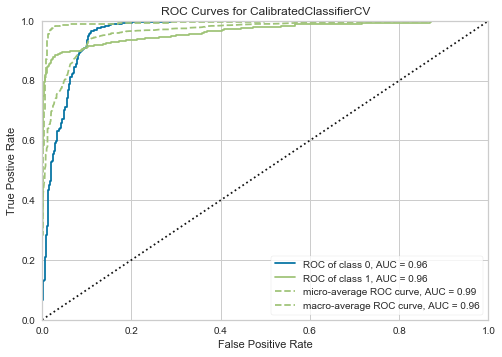 ROC Curves for CalibratedClassifierCV
True Postive Rate
1.0
0.8
0.6
0.4
0.2
0.0
0.0 0.2 0.4 0.6 0.8 1.0
False Positive Rate
ROC of class 0, AUC = 0.96
ROC of class 1, AUC = 0.96
micro-average ROC curve, AUC = 0.99
macro-average ROC curve, AUC = 0.96